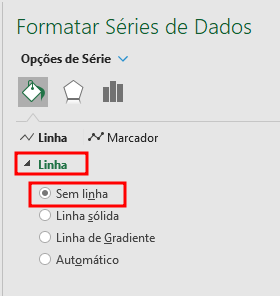 Formatar Séries de Dados
Opções de Série
Linha Marcador
Linha
Sem linha
Linha sólida
Linha de Gradiente
Automático